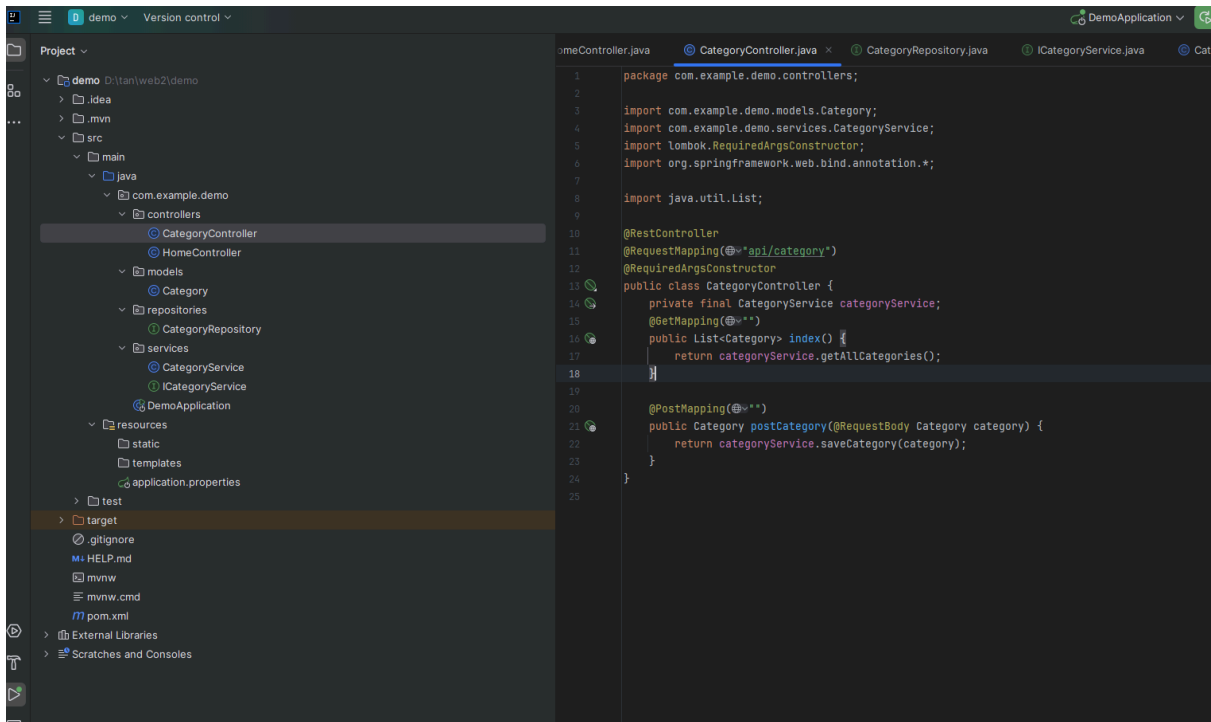 D demo Version control
DemoApplication
Project
demo D:\tan\web2\demo
.idea
.mvn
src
main
java
com.example.demo
controllers
CategoryController
HomeController
models
Category
repositories
CategoryRepository
services
CategoryService
ICategoryService
DemoApplication
resources
static
templates
application.properties
test
target
.gitignore
HELP.md
mvnw
mvnw.cmd
pom.xml
External Libraries
Scratches and Consoles
omeController.java CategoryController.java × CategoryRepository.java ICategoryService.java Cat
1 package com.example.demo.controllers;
2
3 import com.example.demo.models.Category;
4 import com.example.demo.services.CategoryService;
5 import lombok.RequiredArgsConstructor;
6 import org.springframework.web.bind.annotation.*;
7
8 import java.util.List;
9
10 @RestController
11 @RequestMapping("api/category")
12 @RequiredArgsConstructor
13 public class CategoryController {
14 private final CategoryService categoryService;
15 @GetMapping("")
16 public List<Category> index() {
17 return categoryService.getAllCategories();
18 }
19
20 @PostMapping("")
21 public Category postCategory(@RequestBody Category category) {
22 return categoryService.saveCategory(category);
23 }
24 }
25